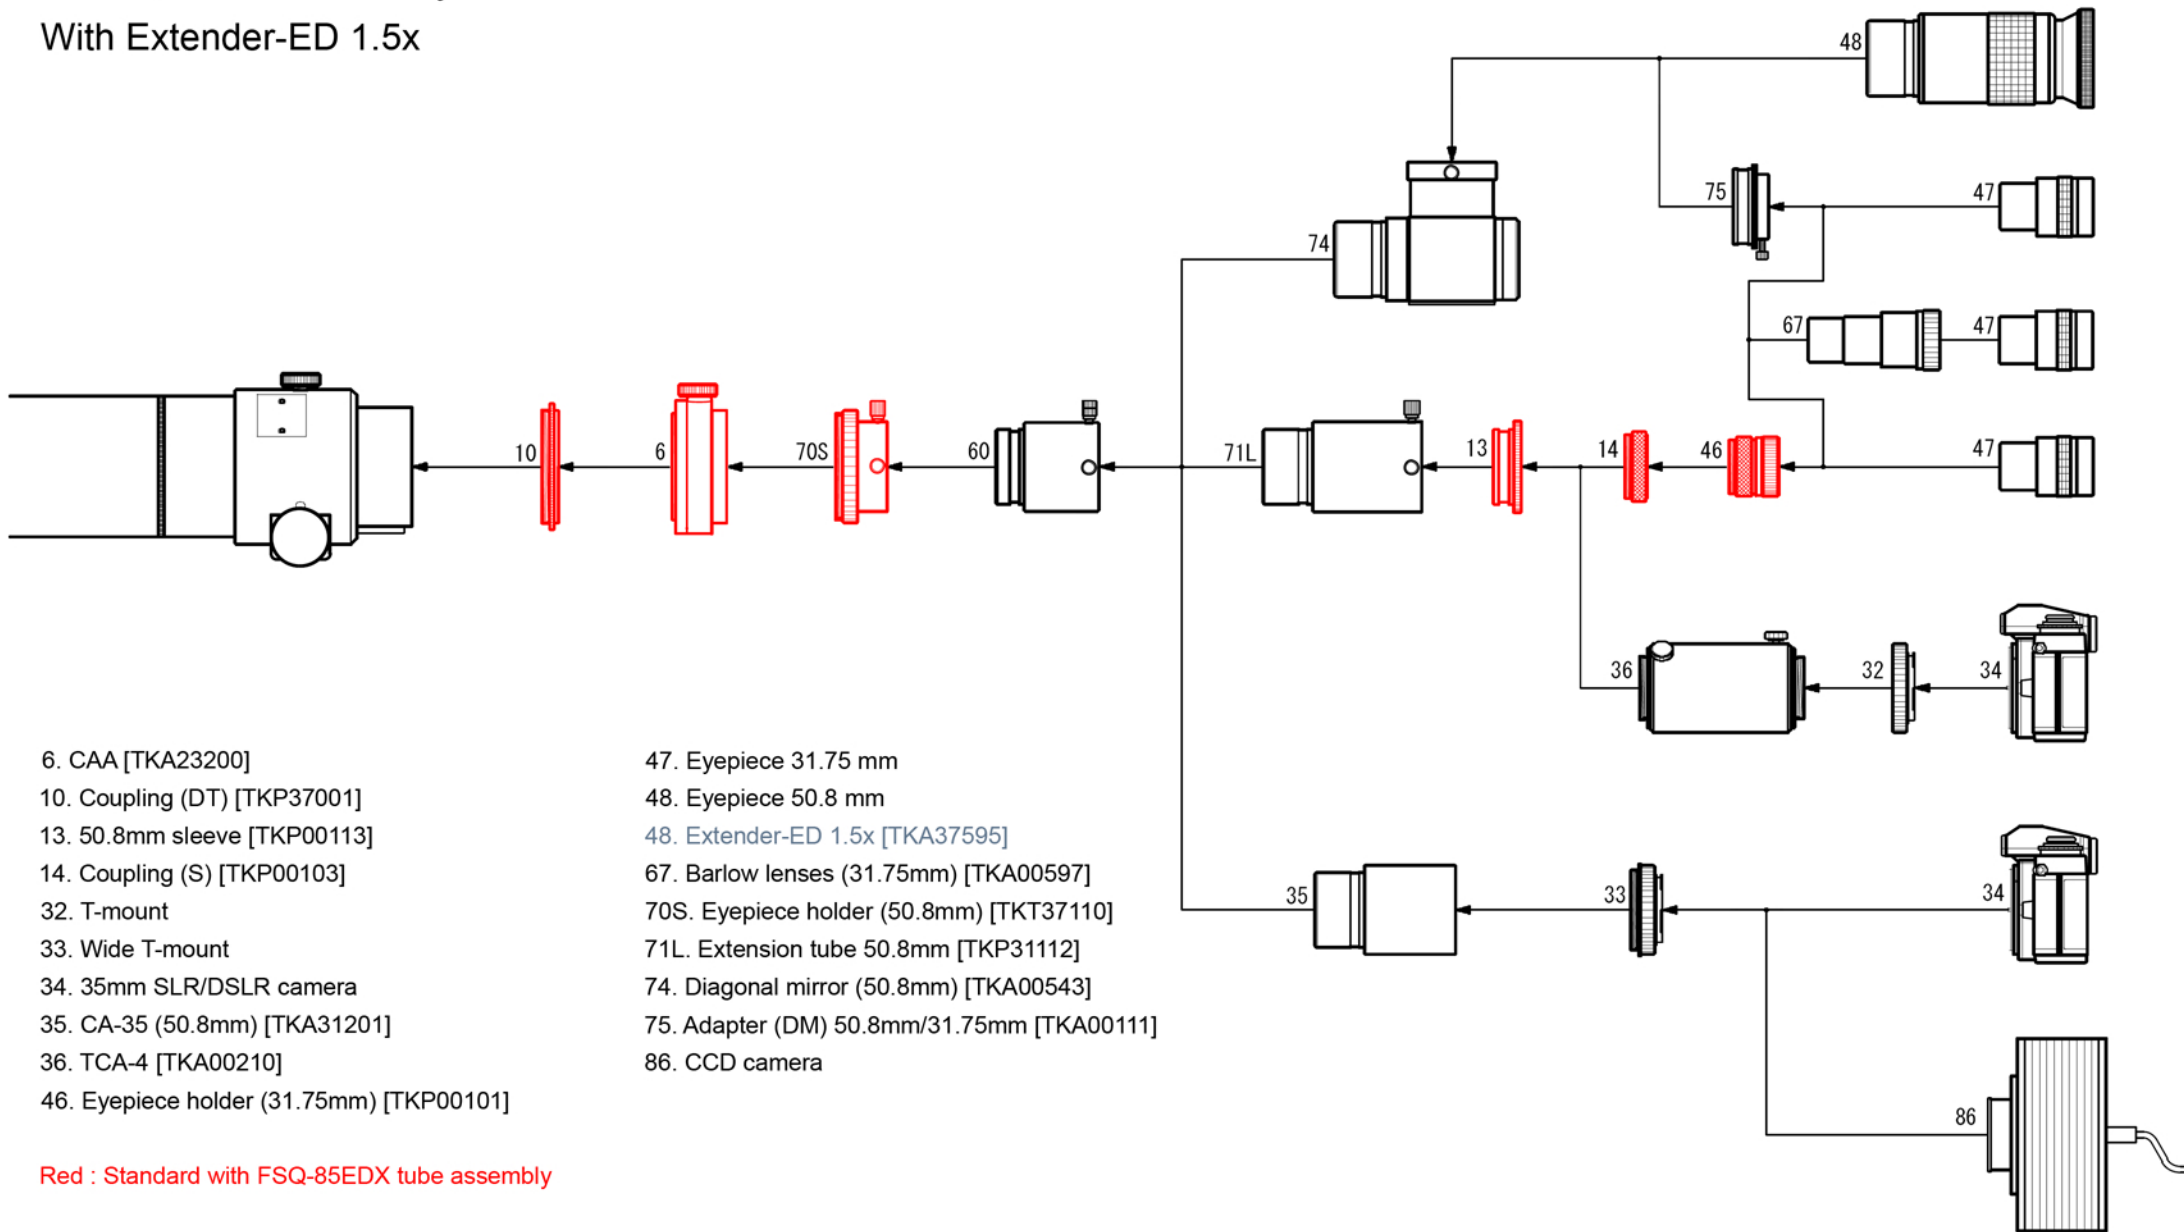 With Extender-ED 1.5x
48
75
47
74
67
47
10
6
70S
60
71L
13
14
46
47
36
32
34
35
33
34
86
6. CAA [TKA23200]
10. Coupling (DT) [TKP37001]
13. 50.8mm sleeve [TKP00113]
14. Coupling (S) [TKP00103]
32. T-mount
33. Wide T-mount
34. 35mm SLR/DSLR camera
35. CA-35 (50.8mm) [TKA31201]
36. TCA-4 [TKA00210]
46. Eyepiece holder (31.75mm) [TKP00101]
47. Eyepiece 31.75 mm
48. Eyepiece 50.8 mm
48. Extender-ED 1.5x [TKA37595]
67. Barlow lenses (31.75mm) [TKA00597]
70S. Eyepiece holder (50.8mm) [TKT37110]
71L. Extension tube 50.8mm [TKP31112]
74. Diagonal mirror (50.8mm) [TKA00543]
75. Adapter (DM) 50.8mm/31.75mm [TKA00111]
86. CCD camera
Red : Standard with FSQ-85EDX tube assembly